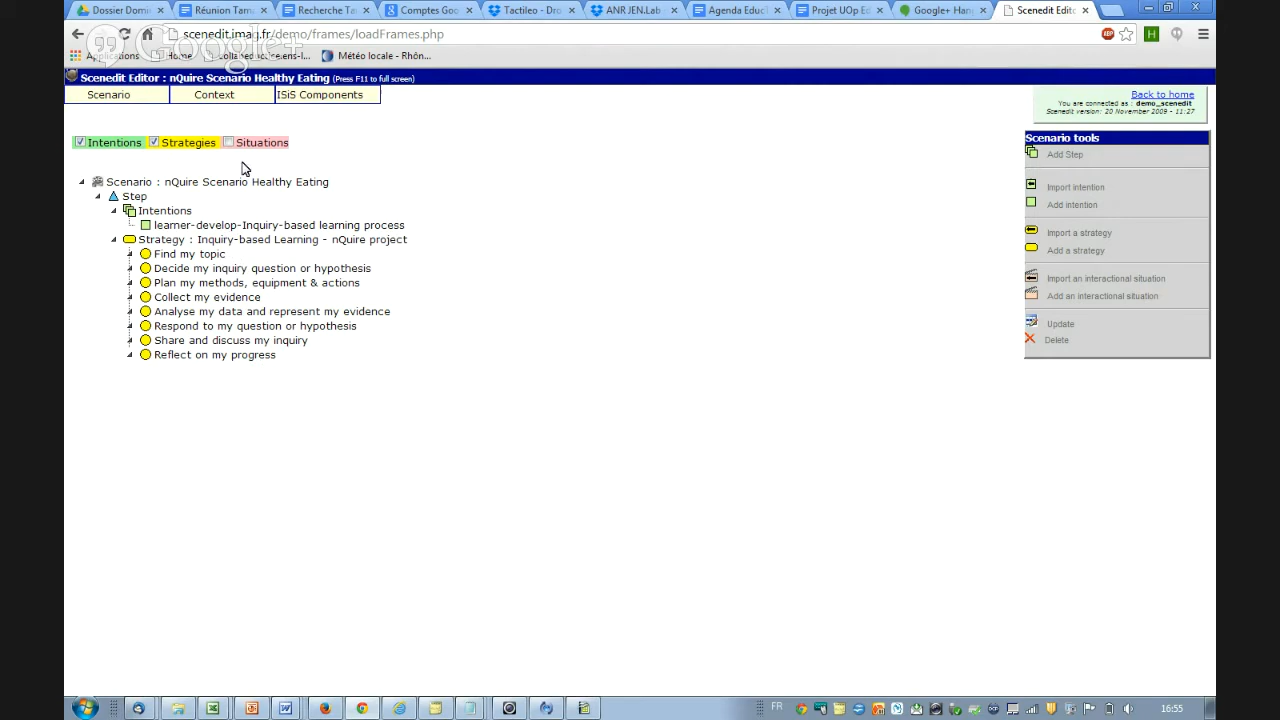 Dossier Domi
Réunion Tam
Recherche Ta
Comptes Goo
Tactileo - Dro
ANR JEN.Lab
Agenda Educ
Projet UOp Ed
Google+ Han
Scenedit Edit
scenedit.imag.fr/demo/frames/loadFrames.php
Google+
Applications
Home
Météo locale - Rhôn...
Scenedit Editor : nQuire Scenario Healthy Eating (Press F11 to full screen)
Scenario Context ISiS Components
Back to home
You are connected as : demo_scenedit
Scenedit version: 20 November 2009 - 11:27
Intentions Strategies Situations
Scenario : nQuire Scenario Healthy Eating
Step
Intentions
learner-develop-Inquiry-based learning process
Strategy : Inquiry-based Learning - nQuire project
Find my topic
Decide my inquiry question or hypothesis
Plan my methods, equipment & actions
Collect my evidence
Analyse my data and represent my evidence
Respond to my question or hypothesis
Share and discuss my inquiry
Reflect on my progress
Scenario tools
Add Step
Import intention
Add intention
Import a strategy
Add a strategy
Import an interactional situation
Add an interactional situation
Update
Delete
FR
16:55